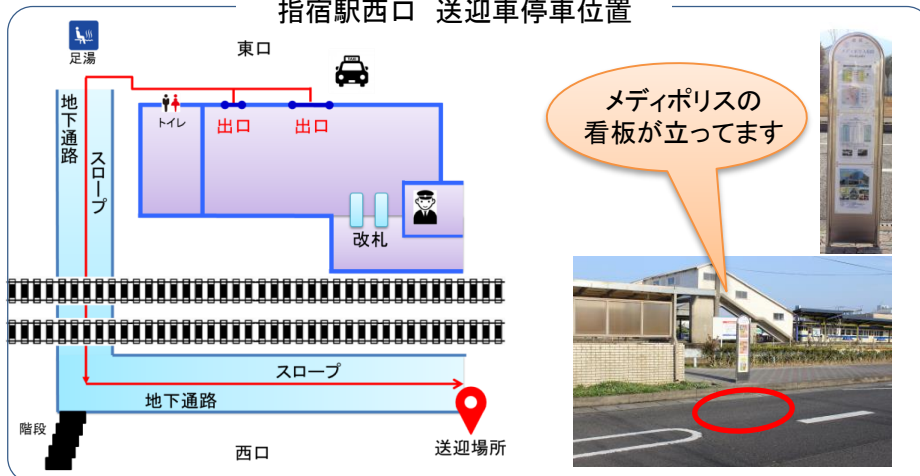 指宿駅西口 送迎車停車位置
足湯
東口
TAXI
地下通路
スロープ
トイレ
出口
出口
改札
メディポリスの
看板が立ってます
スロープ
地下通路
階段
西口
送迎場所